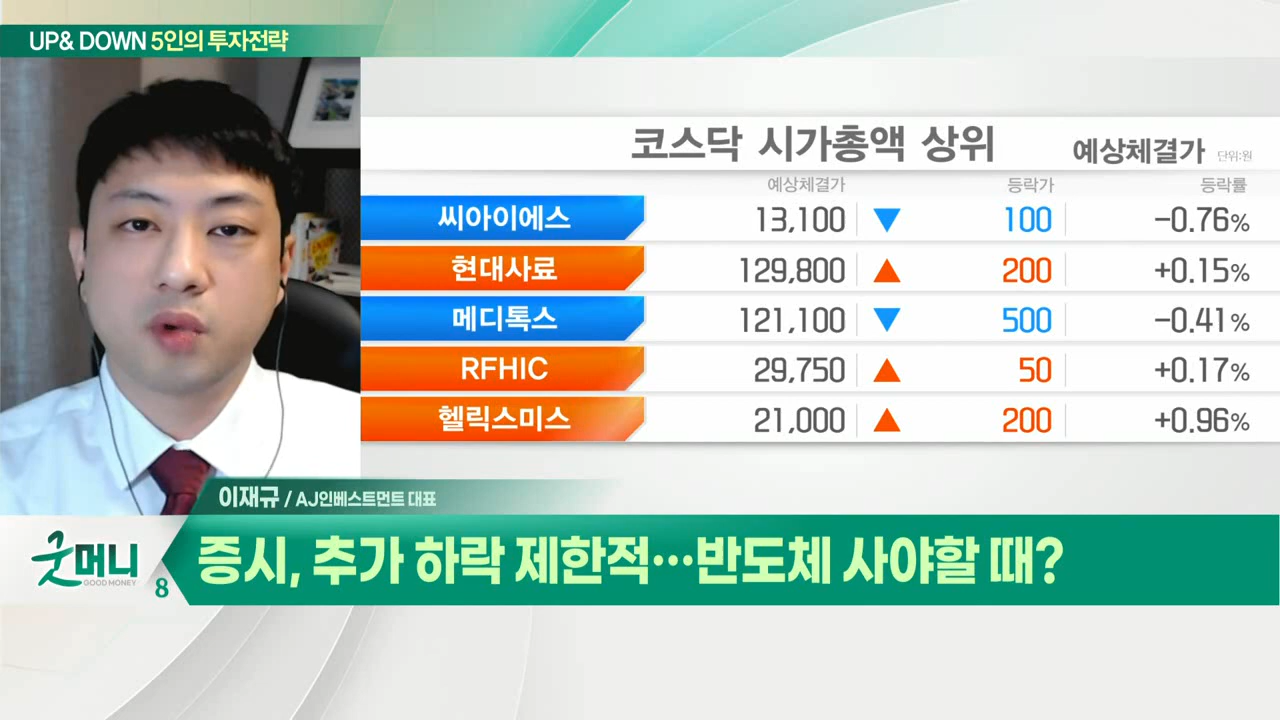 UP& DOWN 5인의 투자전략
코스닥 시가총액 상위 예상체결가 단위:원
예상체결가 등락가 등락률
씨아이에스 13,100 ▼ 100 -0.76%
현대사료 129,800 ▲ 200 +0.15%
메디톡스 121,100 ▼ 500 -0.41%
RFHIC 29,750 ▲ 50 +0.17%
헬릭스미스 21,000 ▲ 200 +0.96%
이재규 / AJ인베스트먼트 대표
굿머니
GOOD MONEY
8
증시, 추가 하락 제한적…반도체 사야할 때?